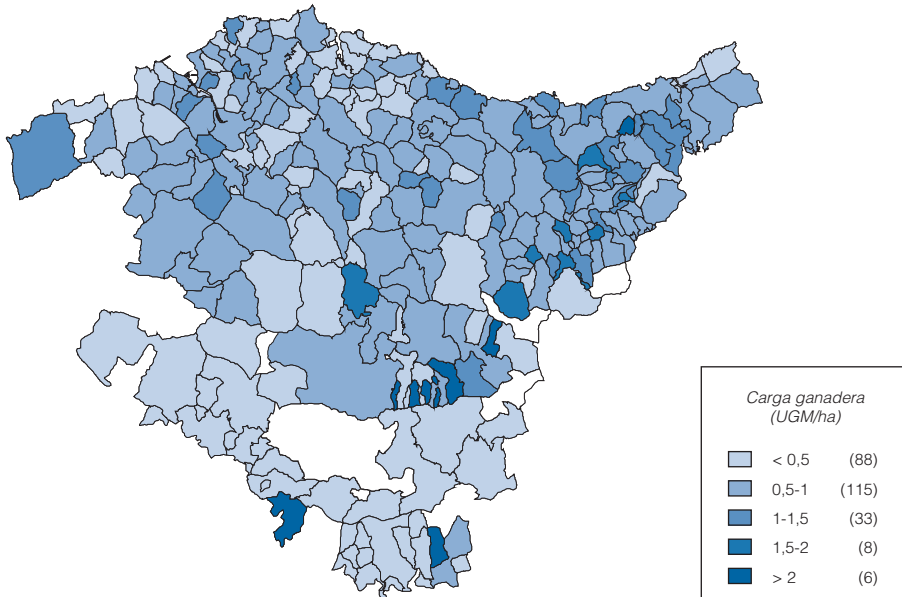 Carga ganadera
(UGM/ha)
< 0,5 (88)
0,5-1 (115)
1-1,5 (33)
1,5-2 (8)
> 2 (6)